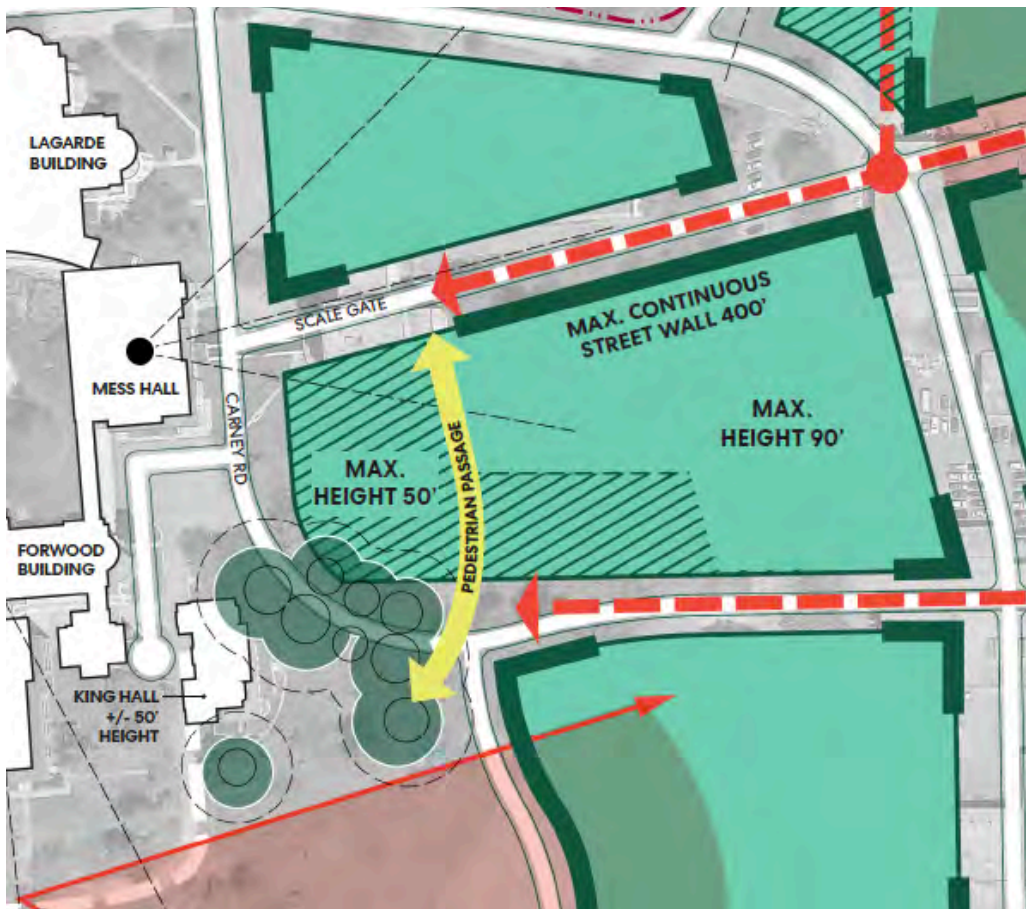 LAGARDE
BUILDING
SCALE GATE
MAX. CONTINUOUS
STREET WALL 400'
MESS HALL
CARNEY RD
MAX.
HEIGHT 90'
MAX.
HEIGHT 50'
PEDESTRIAN PASSAGE
FORWOOD
BUILDING
KING HALL
+/- 50'
HEIGHT